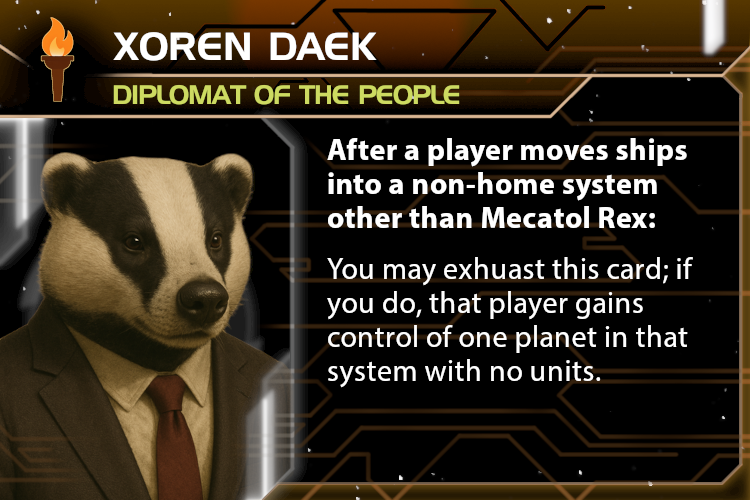 XOREN DAEK
DIPLOMAT OF THE PEOPLE
After a player moves ships
into a non-home system
other than Mecatol Rex:
You may exhuast this card; if
you do, that player gains
control of one planet in that
system with no units.